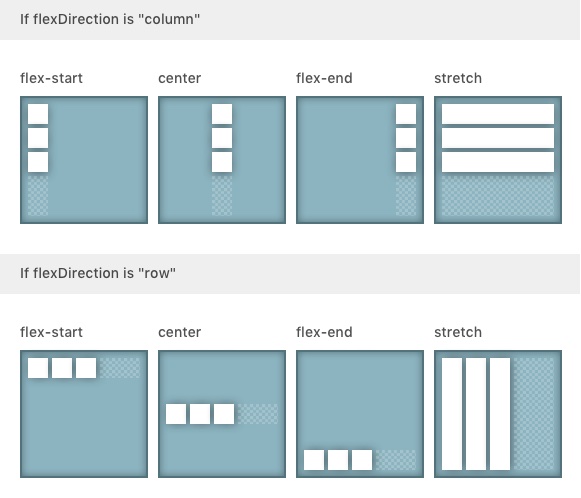 If flexDirection is "column"
flex-start center flex-end stretch
If flexDirection is "row"
flex-start center flex-end stretch